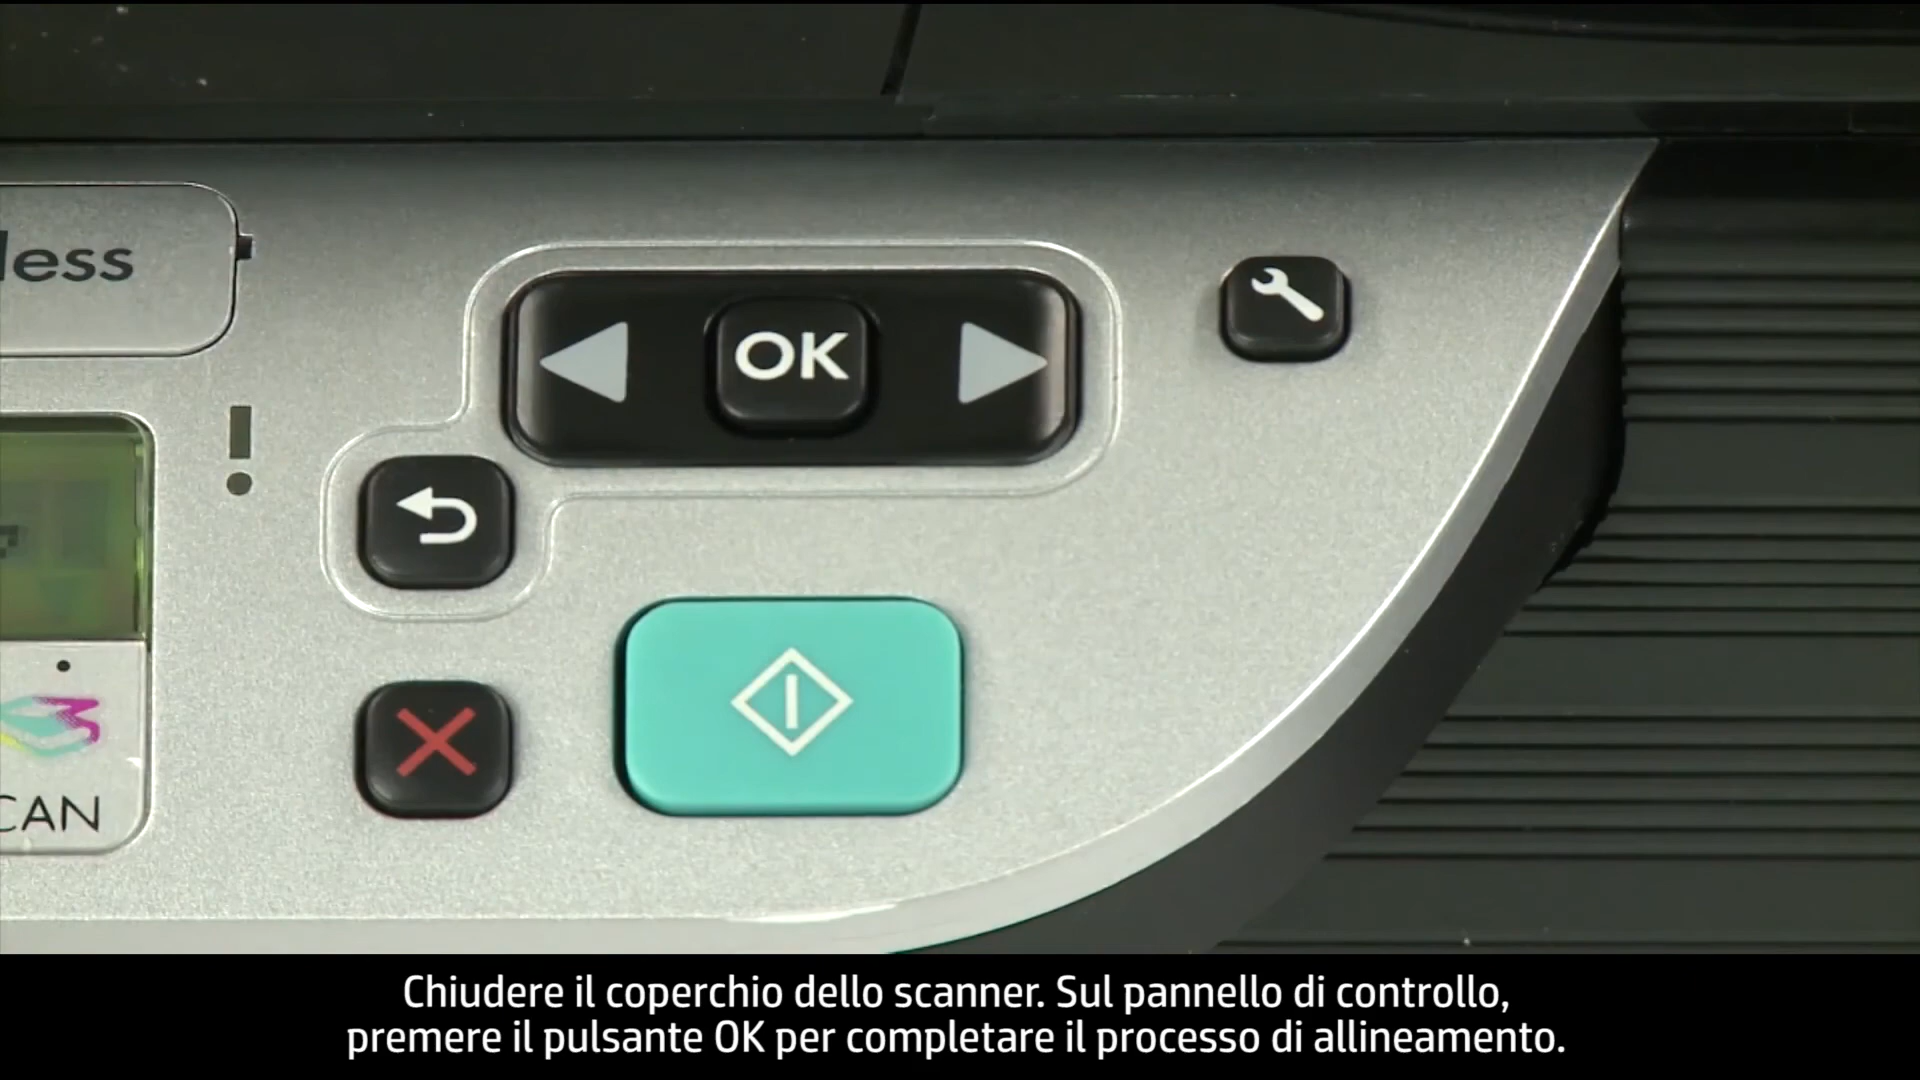 less
OK
CAN
Chiudere il coperchio dello scanner. Sul pannello di controllo,
premere il pulsante OK per completare il processo di allineamento.